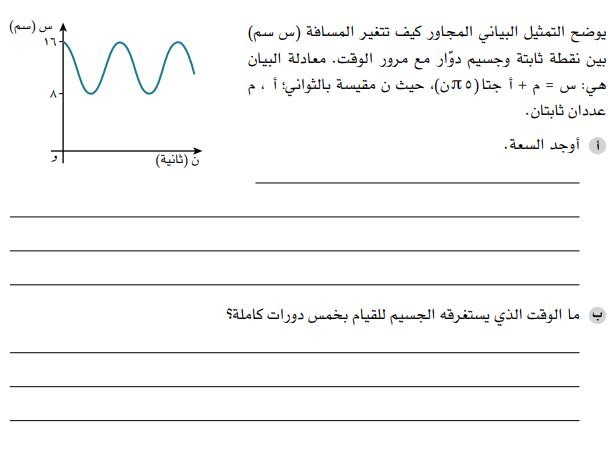 يوضح التمثيل البياني المجاور كيف تتغير المسافة (س سم)
بين نقطة ثابتة وجسيم دوّار مع مرور الوقت. معادلة البيان
هي: س = م + أ جتا (٥πن)، حيث ن مقيسة بالثواني؛ أ ، م
عددان ثابتان.
س (سم)
١٦
٨
و
ن (ثانية)
أ أوجد السعة.
ب ما الوقت الذي يستغرقه الجسيم للقيام بخمس دورات كاملة؟